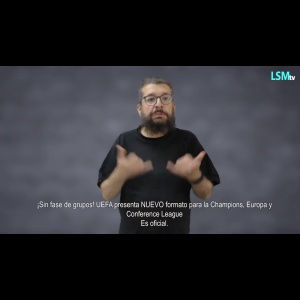 LSMtv
¡Sin fase de grupos! UEFA presenta NUEVO formato para la Champions, Europa y
Conference League
Es oficial.